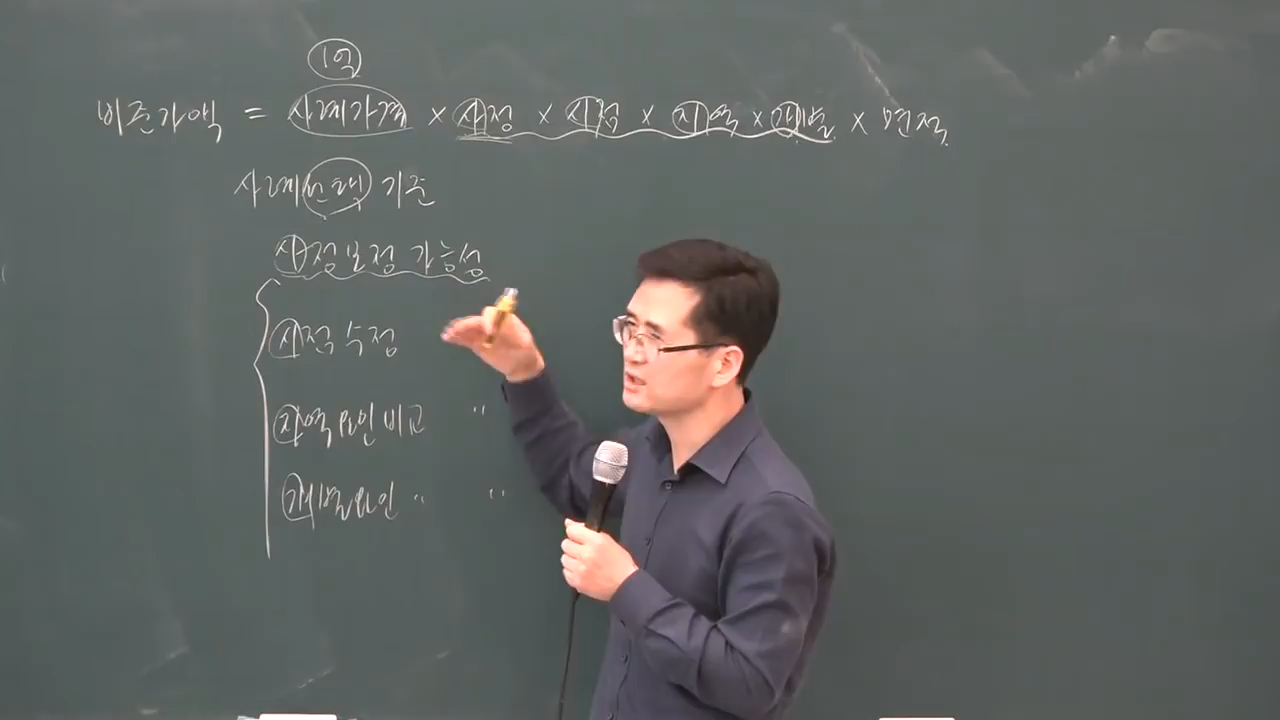 1억
비준가액 = 사례가격 × 사정 × 시점 × 지역 × 개별 × 면적
사례선택 기준
사정보정 가능성
시점수정
지역요인비교 "
개별요인 " "